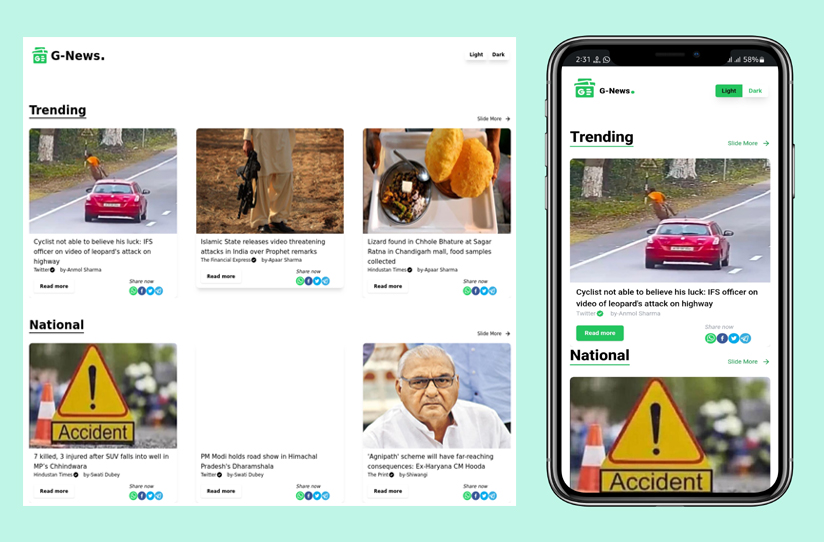 G-News.
Light Dark
Trending
Slide More →
Cyclist not able to believe his luck: IFS
officer on video of leopard's attack on
highway
Twitter by-Anmol Sharma
Read more
Share now
Islamic State releases video threatening
attacks in India over Prophet remarks
The Financial Express by-Apaar Sharma
Read more
Share now
Lizard found in Chhole Bhature at Sagar
Ratna in Chandigarh mall, food samples
collected
Hindustan Times by-Apaar Sharma
Read more
Share now
National
Slide More →
Accident
7 killed, 3 injured after SUV falls into well in
MP's Chhindwara
Hindustan Times by-Swati Dubey
Read more
Share now
PM Modi holds road show in Himachal
Pradesh's Dharamshala
Twitter by-Swati Dubey
Read more
Share now
'Agnipath' scheme will have far-reaching
consequences: Ex-Haryana CM Hooda
The Print by-Shiwangi
Read more
Share now
2:31 58%
GE
G-News.
Light Dark
Trending
Slide More →
Cyclist not able to believe his luck: IFS officer on
video of leopard's attack on highway
Twitter by-Anmol Sharma
Read more
Share now
National
Slide More →
Accident